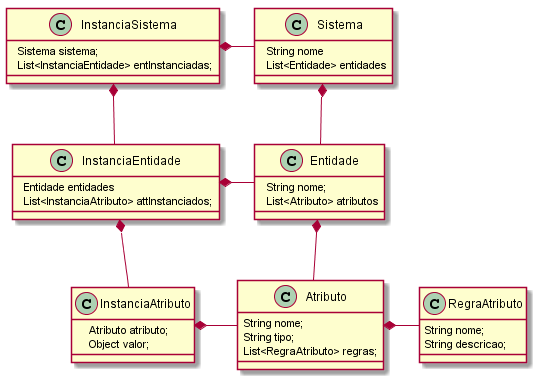 C InstanciaSistema
Sistema sistema;
List<InstanciaEntidade> entInstanciadas;
C Sistema
String nome
List<Entidade> entidades
C InstanciaEntidade
Entidade entidades
List<InstanciaAtributo> attInstanciados;
C Entidade
String nome;
List<Atributo> atributos
C InstanciaAtributo
Atributo atributo;
Object valor;
C Atributo
String nome;
String tipo;
List<RegraAtributo> regras;
C RegraAtributo
String nome;
String descricao;